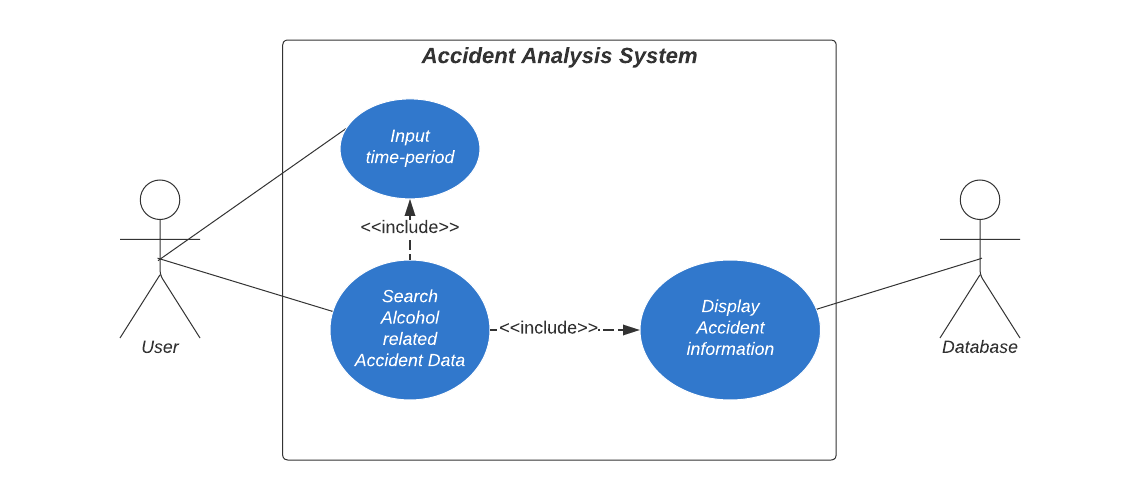 Accident Analysis System
Input
time-period
<<include>>
Search
Alcohol
related
Accident Data
<<include>>
Display
Accident
information
User
Database